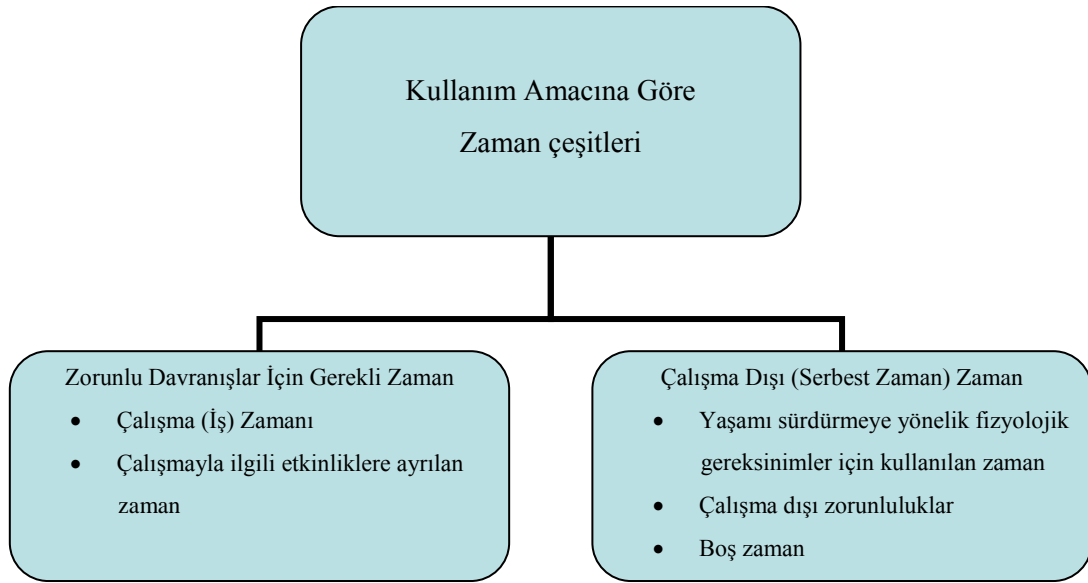 Kullanım Amacına Göre
Zaman çeşitleri
Zorunlu Davranışlar İçin Gerekli Zaman
• Çalışma (İş) Zamanı
• Çalışmayla ilgili etkinliklere ayrılan
zaman
Çalışma Dışı (Serbest Zaman) Zaman
• Yaşamı sürdürmeye yönelik fizyolojik
gereksinimler için kullanılan zaman
• Çalışma dışı zorunluluklar
• Boş zaman